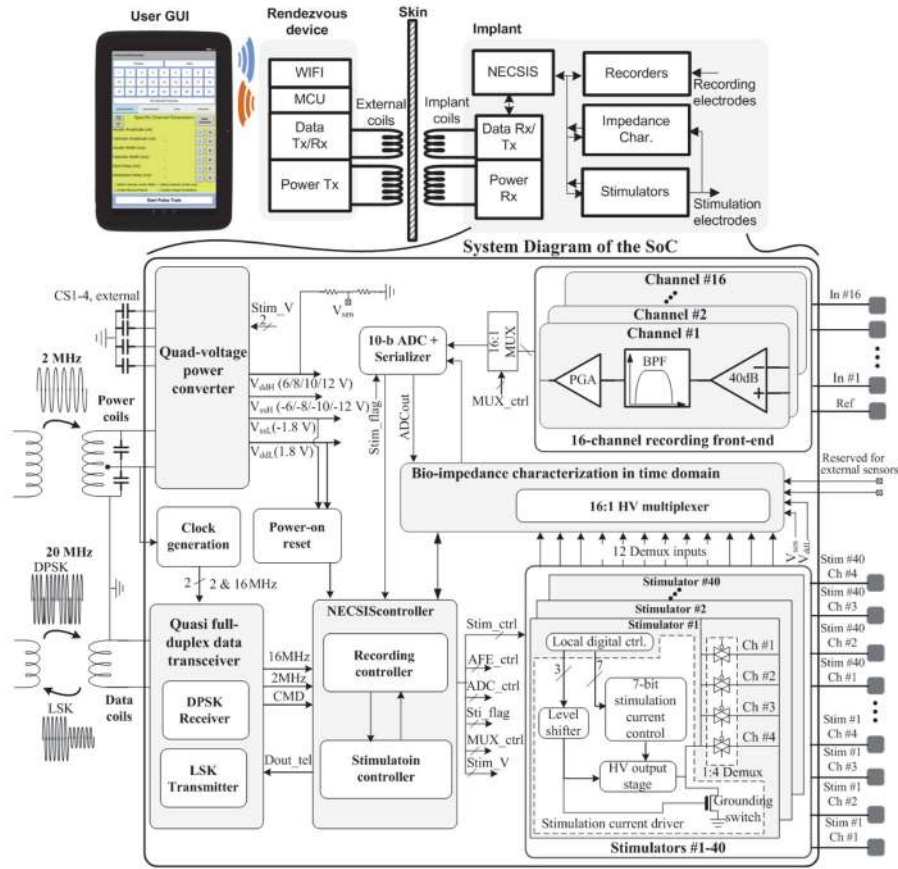 User GUI
Rendezvous
device
Skin
Implant
WIFI
MCU
Data
Tx/Rx
Power Tx
External
coils
Implant
coils
NECSIS
Data Rx/
Tx
Power
Rx
Recorders
Impedance
Char.
Stimulators
Recording
electrodes
Stimulation
electrodes
Start Pulse Train
System Diagram of the SoC
CS1-4, external
2 MHz
Power
coils
Quad-voltage
power
converter
Stim_V
2
Vsen
VddH (6/8/10/12 V)
VssH (-6/-8/-10/-12 V)
VssL(-1.8 V)
VddL(1.8 V)
10-b ADC +
Serializer
Stim_flag
ADCout
16:1
MUX
MUX_ctrl
Channel #16
Channel #2
Channel #1
PGA
BPF
40dB
16-channel recording front-end
In #16
In #1
Ref
Reserved for
external sensors
Bio-impedance characterization in time domain
16:1 HV multiplexer
Vsen
VddL
12 Demux inputs
Clock
generation
Power-on
reset
2
2 & 16MHz
20 MHz
DPSK
LSK
Data
coils
Quasi full-
duplex data
transceiver
DPSK
Receiver
LSK
Transmitter
16MHz
2MHz
CMD
Dout_tel
NECSIScontroller
Recording
controller
Stimulatoin
controller
Stim_ctrl
AFE_ctrl
ADC_ctrl
Sti_flag
MUX_ctrl
Stim_V
Stimulator #40
Stimulator #2
Stimulator #1
Local digital ctrl.
3
7
Level
shifter
7-bit
stimulation
current
control
HV output
stage
Ch #1
Ch #2
Ch #3
Ch #4
1:4 Demux
Grounding
switch
Stimulation current driver
Stimulators #1-40
Stim #40
Ch #4
Stim #40
Ch #3
Stim #40
Ch #2
Stim #40
Ch #1
Stim #1
Ch #4
Stim #1
Ch #3
Stim #1
Ch #2
Stim #1
Ch #1